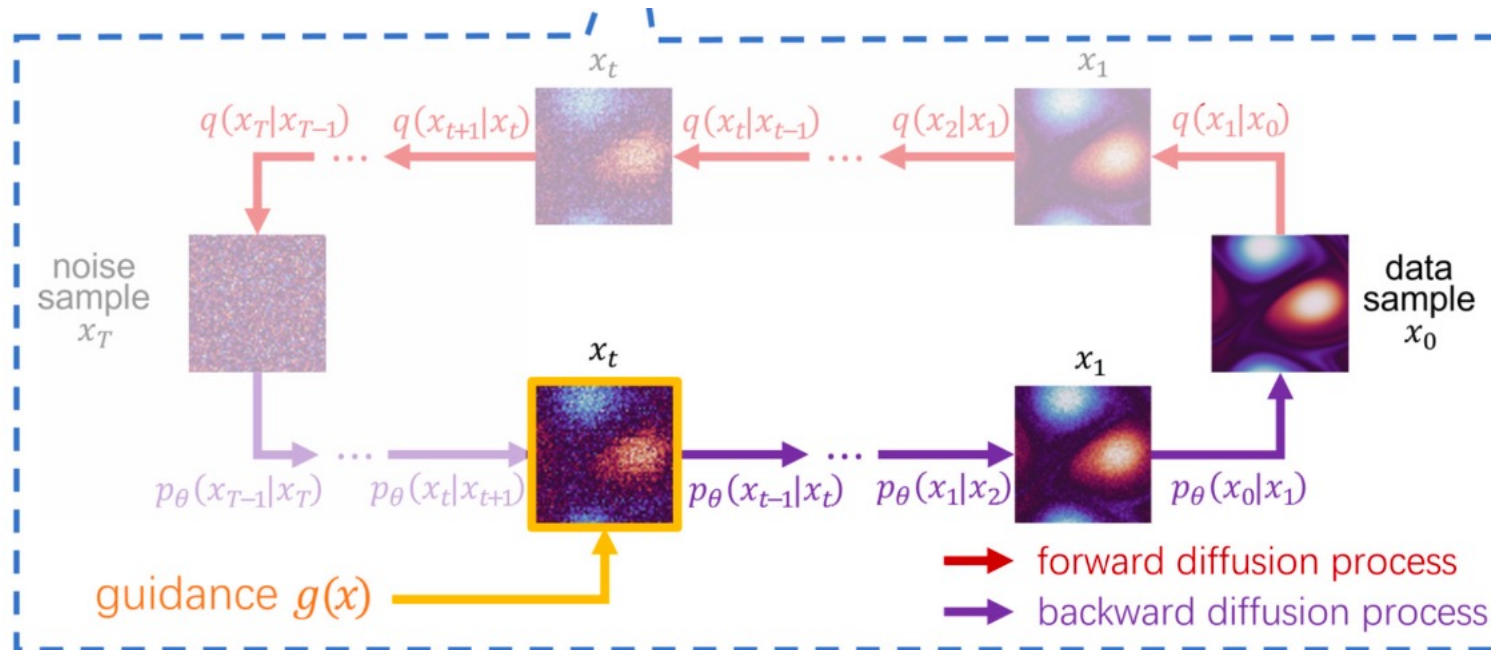 x_t
x_1
q(x_T|x_{T−1})
q(x_{t+1}|x_t)
q(x_t|x_{t−1})
q(x_2|x_1)
q(x_1|x_0)
...
...
noise
sample
x_T
data
sample
x_0
x_t
x_1
...
...
p_θ(x_{T−1}|x_T)
p_θ(x_t|x_{t+1})
p_θ(x_{t−1}|x_t)
p_θ(x_1|x_2)
p_θ(x_0|x_1)
guidance g(x)
forward diffusion process
backward diffusion process